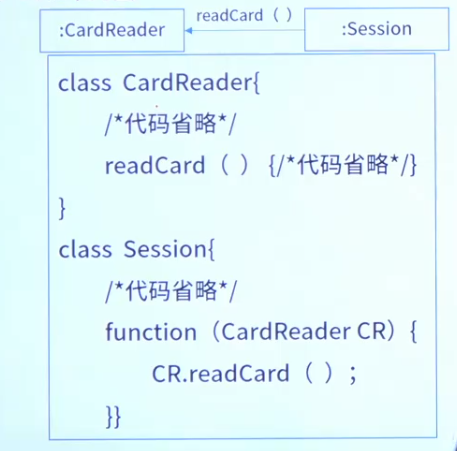 readCard（ ）
:CardReader
:Session
class CardReader{
/*代码省略*/
readCard（ ）{/*代码省略*/}
}
class Session{
/*代码省略*/
function（CardReader CR）{
CR.readCard（ ）；
}}